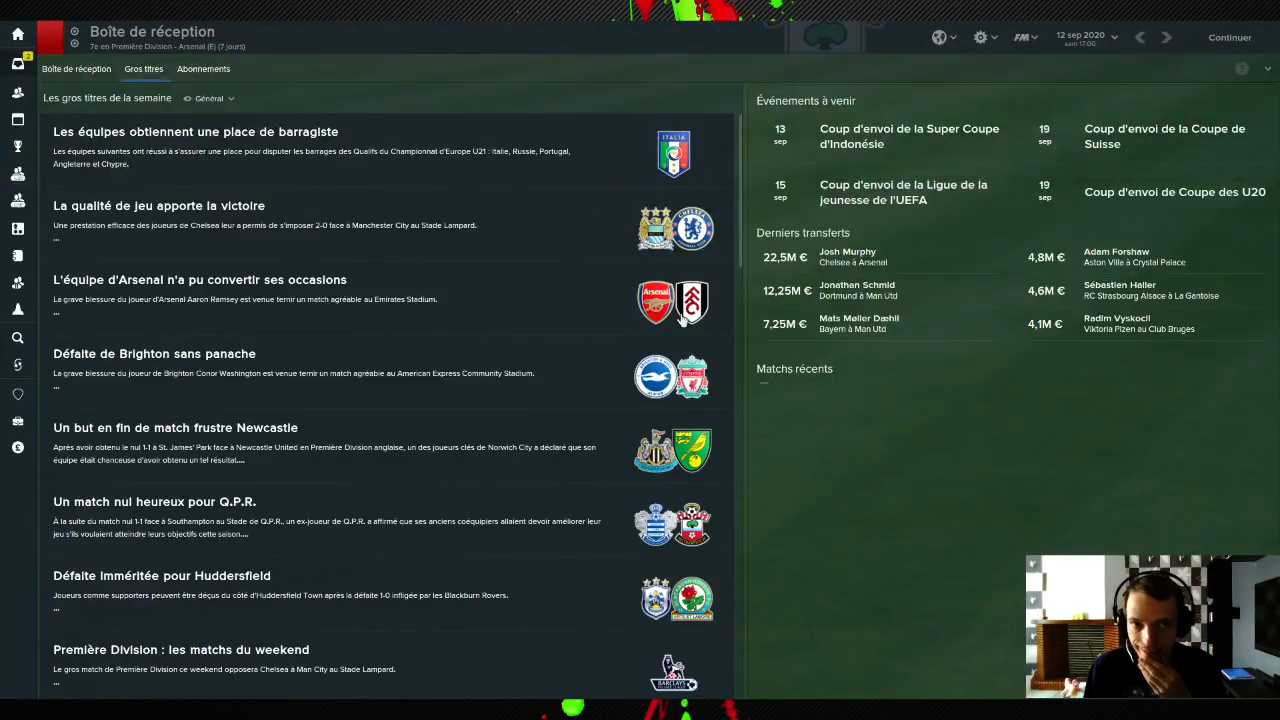 Boîte de réception
7e en Première Division - Arsenal (E) (7 jours)
FM
12 sep 2020
sam 17:00
Continuer
2
Boîte de réception
Gros titres
Abonnements
?
Les gros titres de la semaine
Général
Les équipes obtiennent une place de barragiste
Les équipes suivantes ont réussi à s'assurer une place pour disputer les barrages des Qualifs du Championnat d'Europe U21 : Italie, Russie, Portugal,
Angleterre et Chypre.
ITALIA
La qualité de jeu apporte la victoire
Une prestation efficace des joueurs de Chelsea leur a permis de s'imposer 2-0 face à Manchester City au Stade Lampard.
...
L'équipe d'Arsenal n'a pu convertir ses occasions
La grave blessure du joueur d'Arsenal Aaron Ramsey est venue ternir un match agréable au Emirates Stadium.
...
Arsenal
Défaite de Brighton sans panache
La grave blessure du joueur de Brighton Conor Washington est venue ternir un match agréable au American Express Community Stadium.
...
Un but en fin de match frustre Newcastle
Après avoir obtenu le nul 1-1 à St. James' Park face à Newcastle United en Première Division anglaise, un des joueurs clés de Norwich City a déclaré que son
équipe était chanceuse d'avoir obtenu un tel résultat....
Un match nul heureux pour Q.P.R.
À la suite du match nul 1-1 face à Southampton au Stade de Q.P.R., un ex-joueur de Q.P.R. a affirmé que ses anciens coéquipiers allaient devoir améliorer leur
jeu s'ils voulaient atteindre leurs objectifs cette saison....
Défaite imméritée pour Huddersfield
Joueurs comme supporters peuvent être déçus du côté d'Huddersfield Town après la défaite 1-0 infligée par les Blackburn Rovers.
...
Première Division : les matchs du weekend
Le gros match de Première Division ce weekend opposera Chelsea à Man City au Stade Lampard.
...
Événements à venir
13 sep
Coup d'envoi de la Super Coupe
d'Indonésie
19 sep
Coup d'envoi de la Coupe de
Suisse
15 sep
Coup d'envoi de la Ligue de la
jeunesse de l'UEFA
19 sep
Coup d'envoi de Coupe des U20
Derniers transferts
22,5M €
Josh Murphy
Chelsea à Arsenal
4,8M €
Adam Forshaw
Aston Villa à Crystal Palace
12,25M €
Jonathan Schmid
Dortmund à Man Utd
4,6M €
Sébastien Haller
RC Strasbourg Alsace à La Gantoise
7,25M €
Mats Møller Dæhli
Bayern à Man Utd
4,1M €
Radim Vyskocil
Viktoria Plzen au Club Bruges
Matchs récents
—